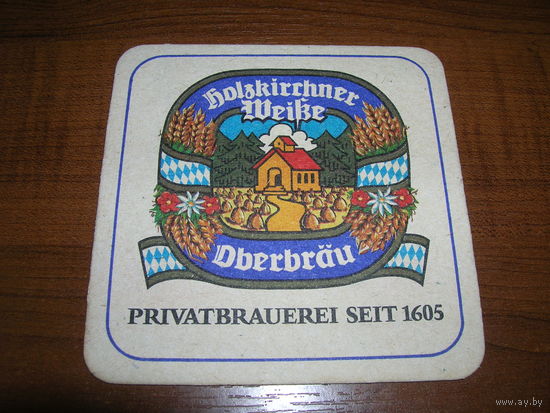 Holzkirchner
Weiße
Oberbräu
PRIVATBRAUEREI SEIT 1605
www.ay.by